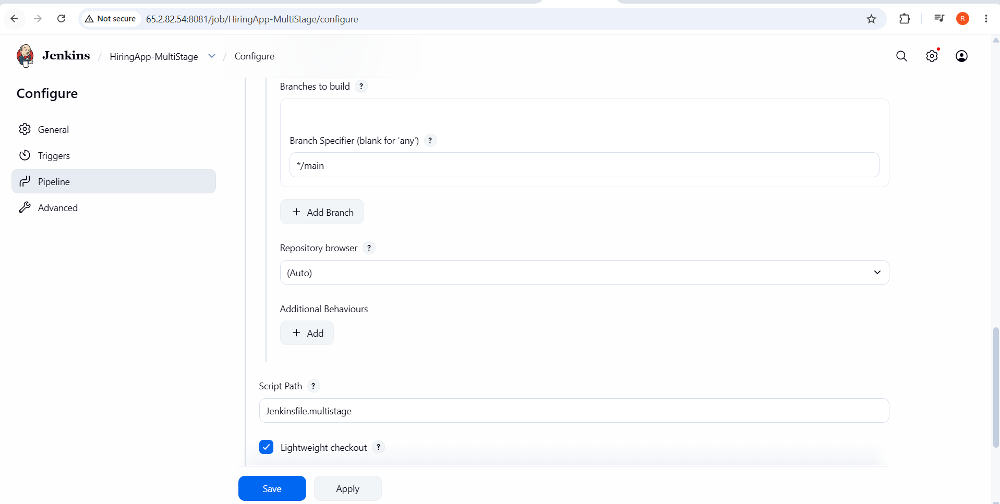 Not secure 65.2.82.54:8081/job/HiringApp-MultiStage/configure R
Jenkins / HiringApp-MultiStage / Configure
Configure
General
Triggers
Pipeline
Advanced
Branches to build ?
Branch Specifier (blank for 'any') ?
*/main
+ Add Branch
Repository browser ?
(Auto)
Additional Behaviours
+ Add
Script Path ?
Jenkinsfile.multistage
Lightweight checkout ?
Save Apply